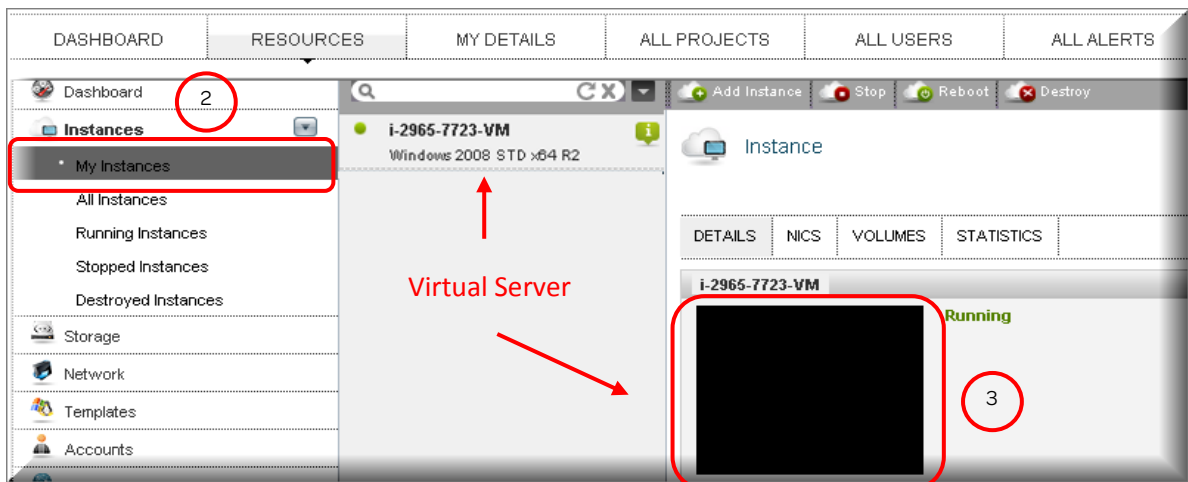 DASHBOARD RESOURCES MY DETAILS ALL PROJECTS ALL USERS ALL ALERTS
Dashboard
2
Instances
My Instances
All Instances
Running Instances
Stopped Instances
Destroyed Instances
Storage
Network
Templates
Accounts
i-2965-7723-VM
Windows 2008 STD x64 R2
Virtual Server
Add Instance Stop Reboot Destroy
Instance
DETAILS NICS VOLUMES STATISTICS
i-2965-7723-VM
Running
3